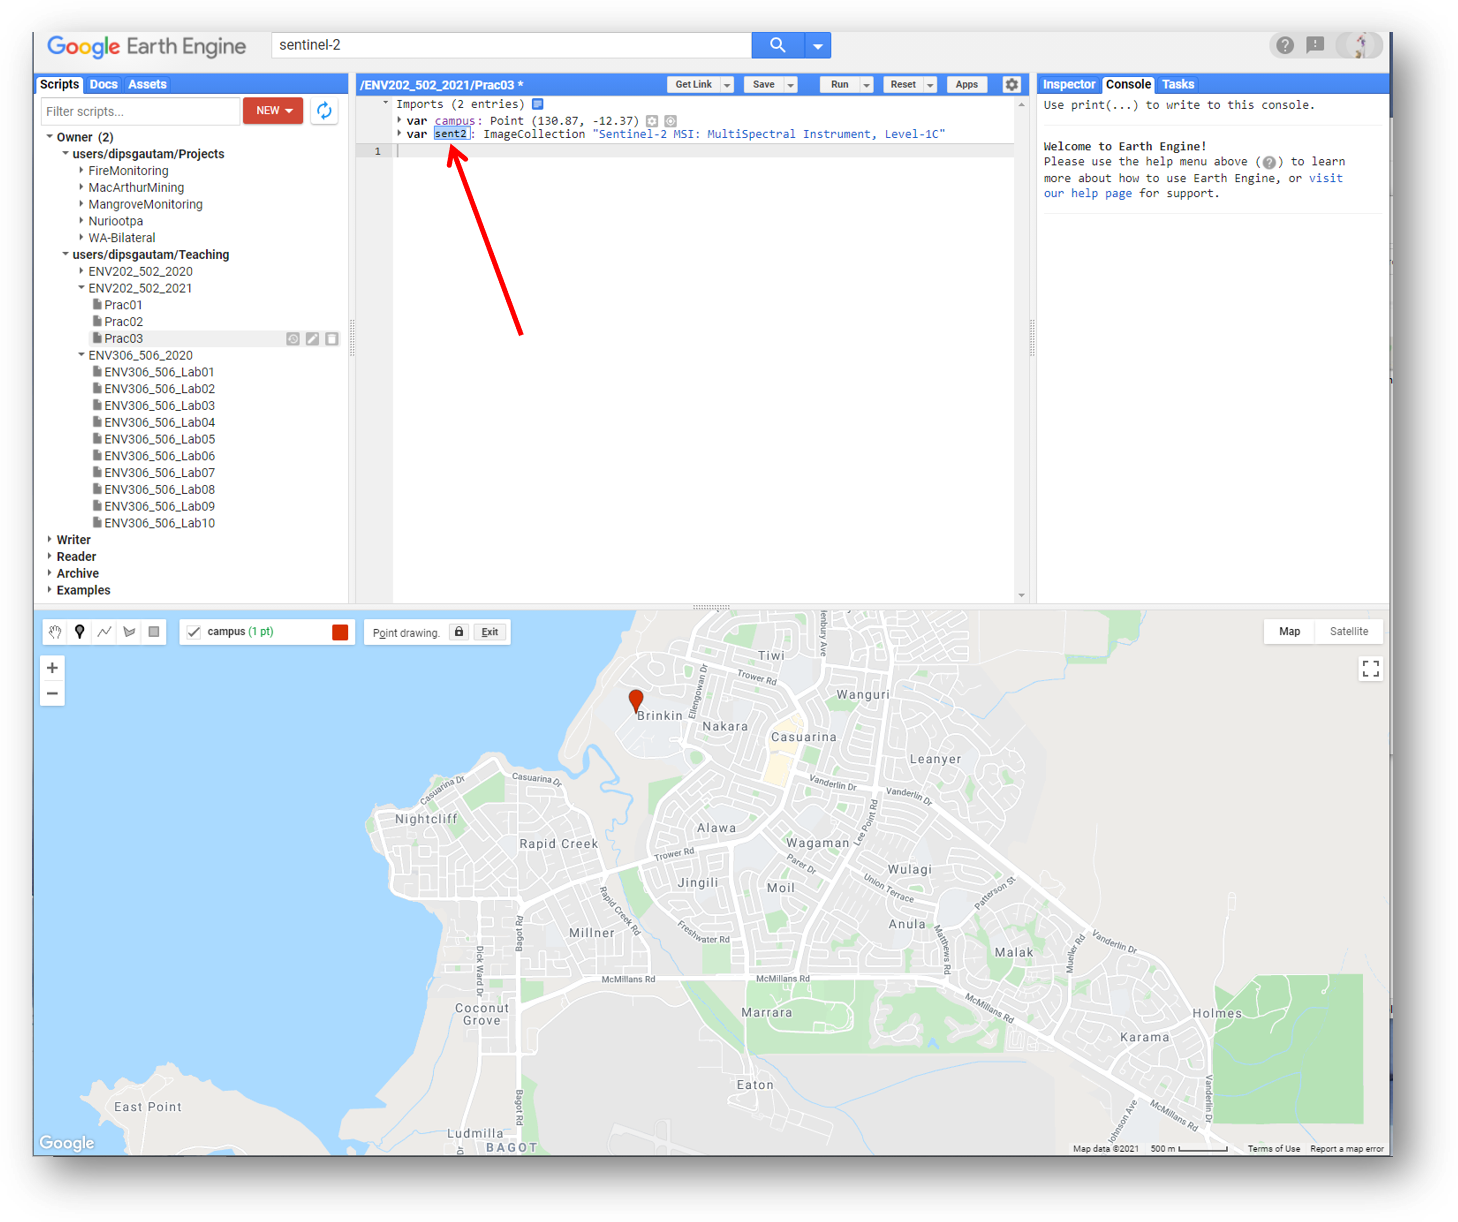 Google Earth Engine
sentinel-2
Scripts Docs Assets
Filter scripts...
NEW
Owner (2)
users/dipsgautam/Projects
FireMonitoring
MacArthurMining
MangroveMonitoring
Nuriootpa
WA-Bilateral
users/dipsgautam/Teaching
ENV202_502_2020
ENV202_502_2021
Prac01
Prac02
Prac03
ENV306_506_2020
ENV306_506_Lab01
ENV306_506_Lab02
ENV306_506_Lab03
ENV306_506_Lab04
ENV306_506_Lab05
ENV306_506_Lab06
ENV306_506_Lab07
ENV306_506_Lab08
ENV306_506_Lab09
ENV306_506_Lab10
Writer
Reader
Archive
Examples
/ENV202_502_2021/Prac03 *
Get Link Save Run Reset Apps
Imports (2 entries)
var campus: Point (130.87, -12.37)
var sent2: ImageCollection "Sentinel-2 MSI: MultiSpectral Instrument, Level-1C"
1
Inspector Console Tasks
Use print(...) to write to this console.
Welcome to Earth Engine!
Please use the help menu above (?) to learn
more about how to use Earth Engine, or visit
our help page for support.
campus (1 pt)
Point drawing. Exit
Map Satellite
+
−
Tiwi
Trower Rd
Ellengowan Dr
Wanguri
Brinkin
Nakara
Casuarina
Leanyer
Casuarina Dr
Casuarina Dr
Vanderlin Dr
Vanderlin Dr
Nightcliff
Lee Point Rd
Alawa
Rapid Creek
Wagaman
Trower Rd
Parer Dr
Wulagi
Jingili
Moil
Union Terrace
Patterson St
Rapid Creek Rd
Anula
Freshwater Rd
Millner
Bagot Rd
Matthews Rd
Mueller Rd
Vanderlin Dr
Malak
Dick Ward Dr
McMillans Rd
McMillans Rd
McMillans Rd
Coconut
Grove
Marrara
Holmes
Karama
Eaton
Vanderlin Dr
East Point
Bagot Rd
McMillans Rd
Johnson Ave
Ludmilla
BAGOT
Google
Map data ©2021 500 m Terms of Use Report a map error